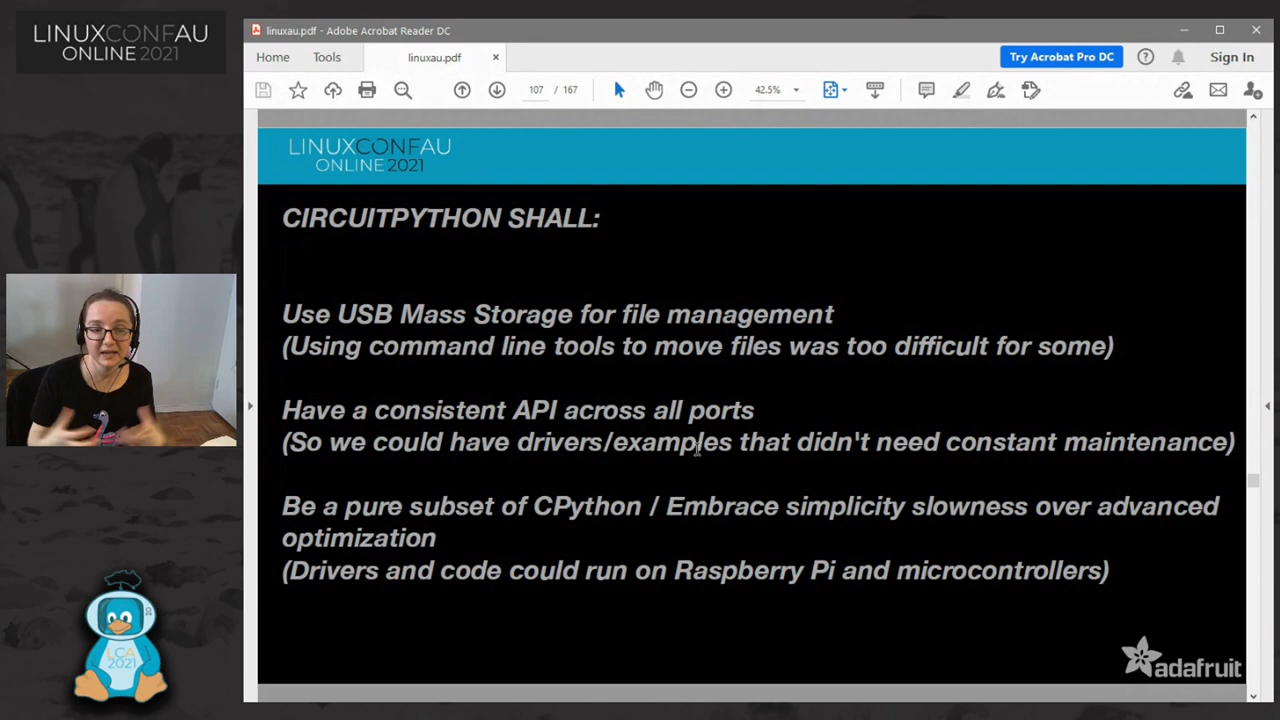 LINUXCONFAU
ONLINE 2021
linuxau.pdf - Adobe Acrobat Reader DC
Home
Tools
linuxau.pdf
Try Acrobat Pro DC
Sign In
107 / 167
42.5%
LINUXCONFAU
ONLINE 2021
CIRCUITPYTHON SHALL:
Use USB Mass Storage for file management
(Using command line tools to move files was too difficult for some)
Have a consistent API across all ports
(So we could have drivers/examples that didn't need constant maintenance)
Be a pure subset of CPython / Embrace simplicity slowness over advanced
optimization
(Drivers and code could run on Raspberry Pi and microcontrollers)
adafruit
LCA
2021